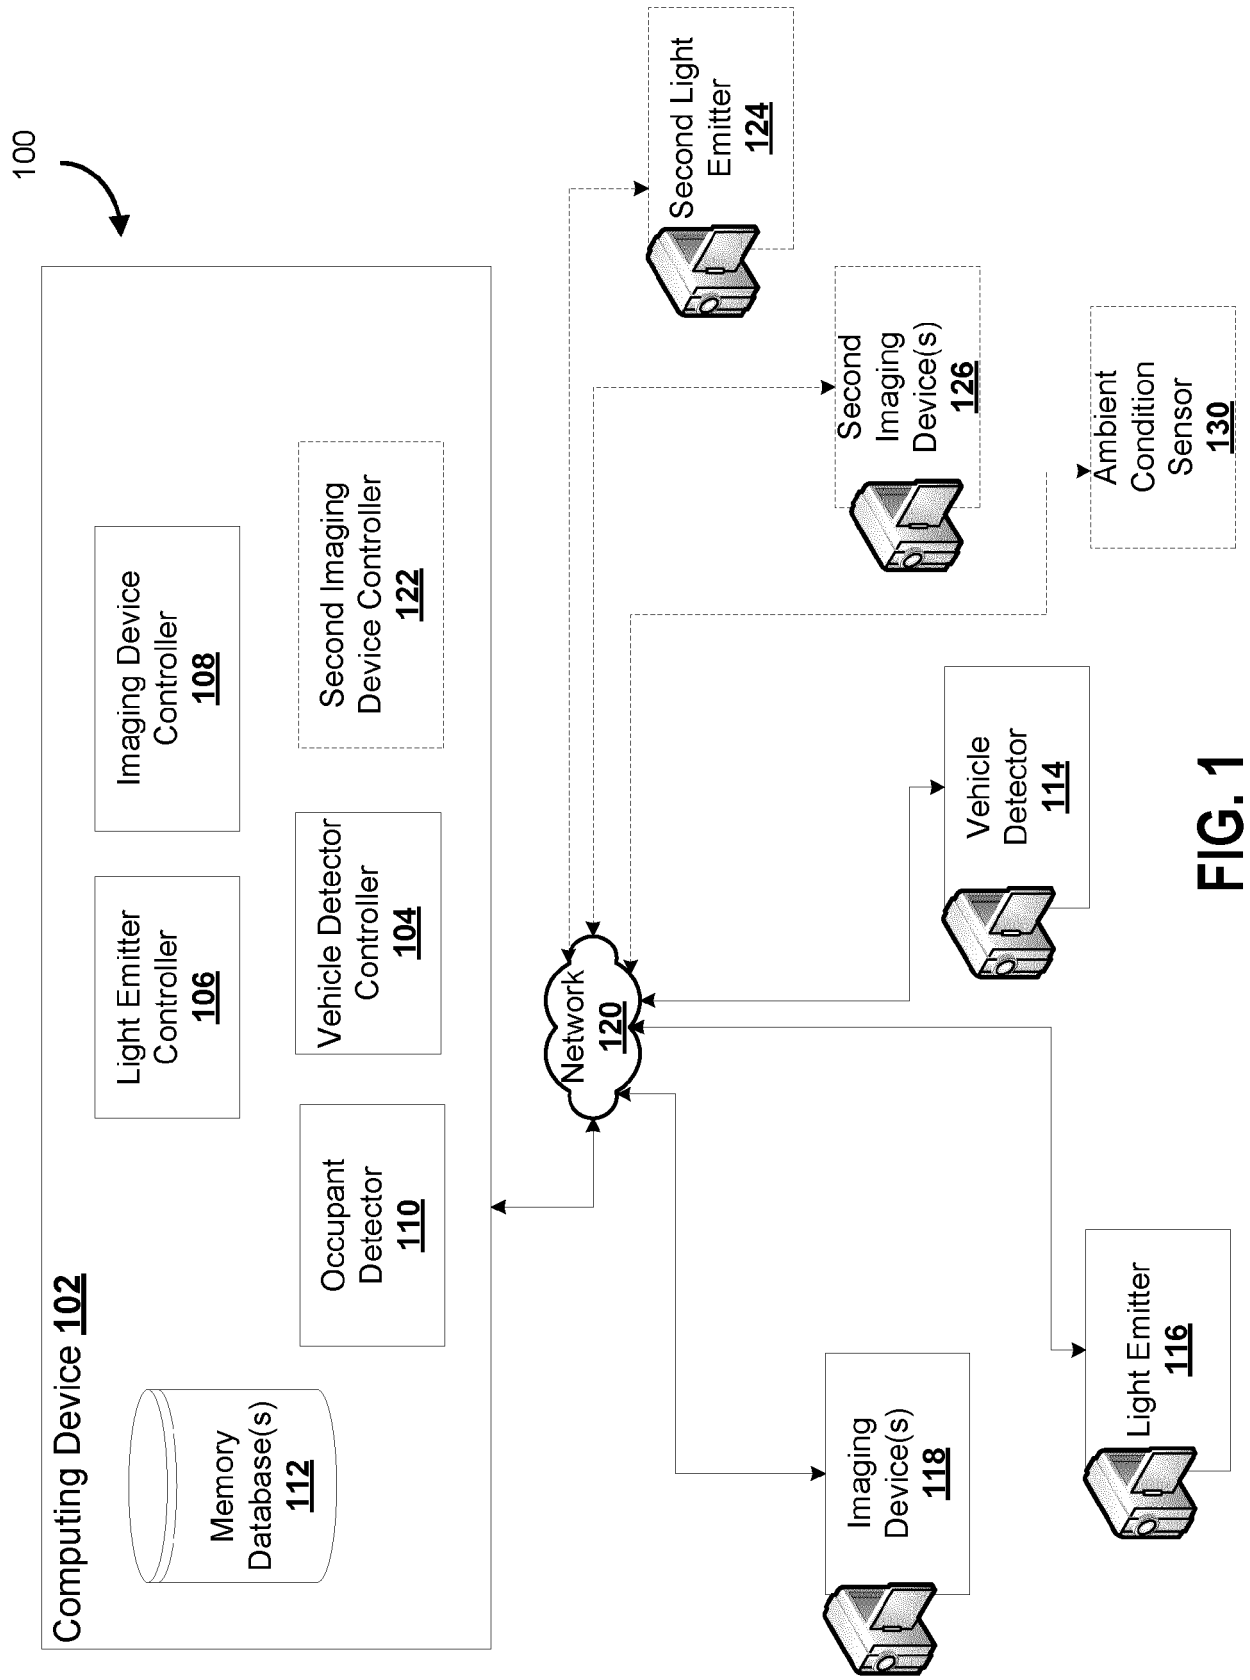 100
Computing Device 102
Memory
Database(s)
112
Light Emitter
Controller
106
Imaging Device
Controller
108
Occupant
Detector
110
Vehicle Detector
Controller
104
Second Imaging
Device Controller
122
Network
120
Imaging
Device(s)
118
Light Emitter
116
Vehicle
Detector
114
Second
Imaging
Device(s)
126
Second Light
Emitter
124
Ambient
Condition
Sensor
130
FIG. 1